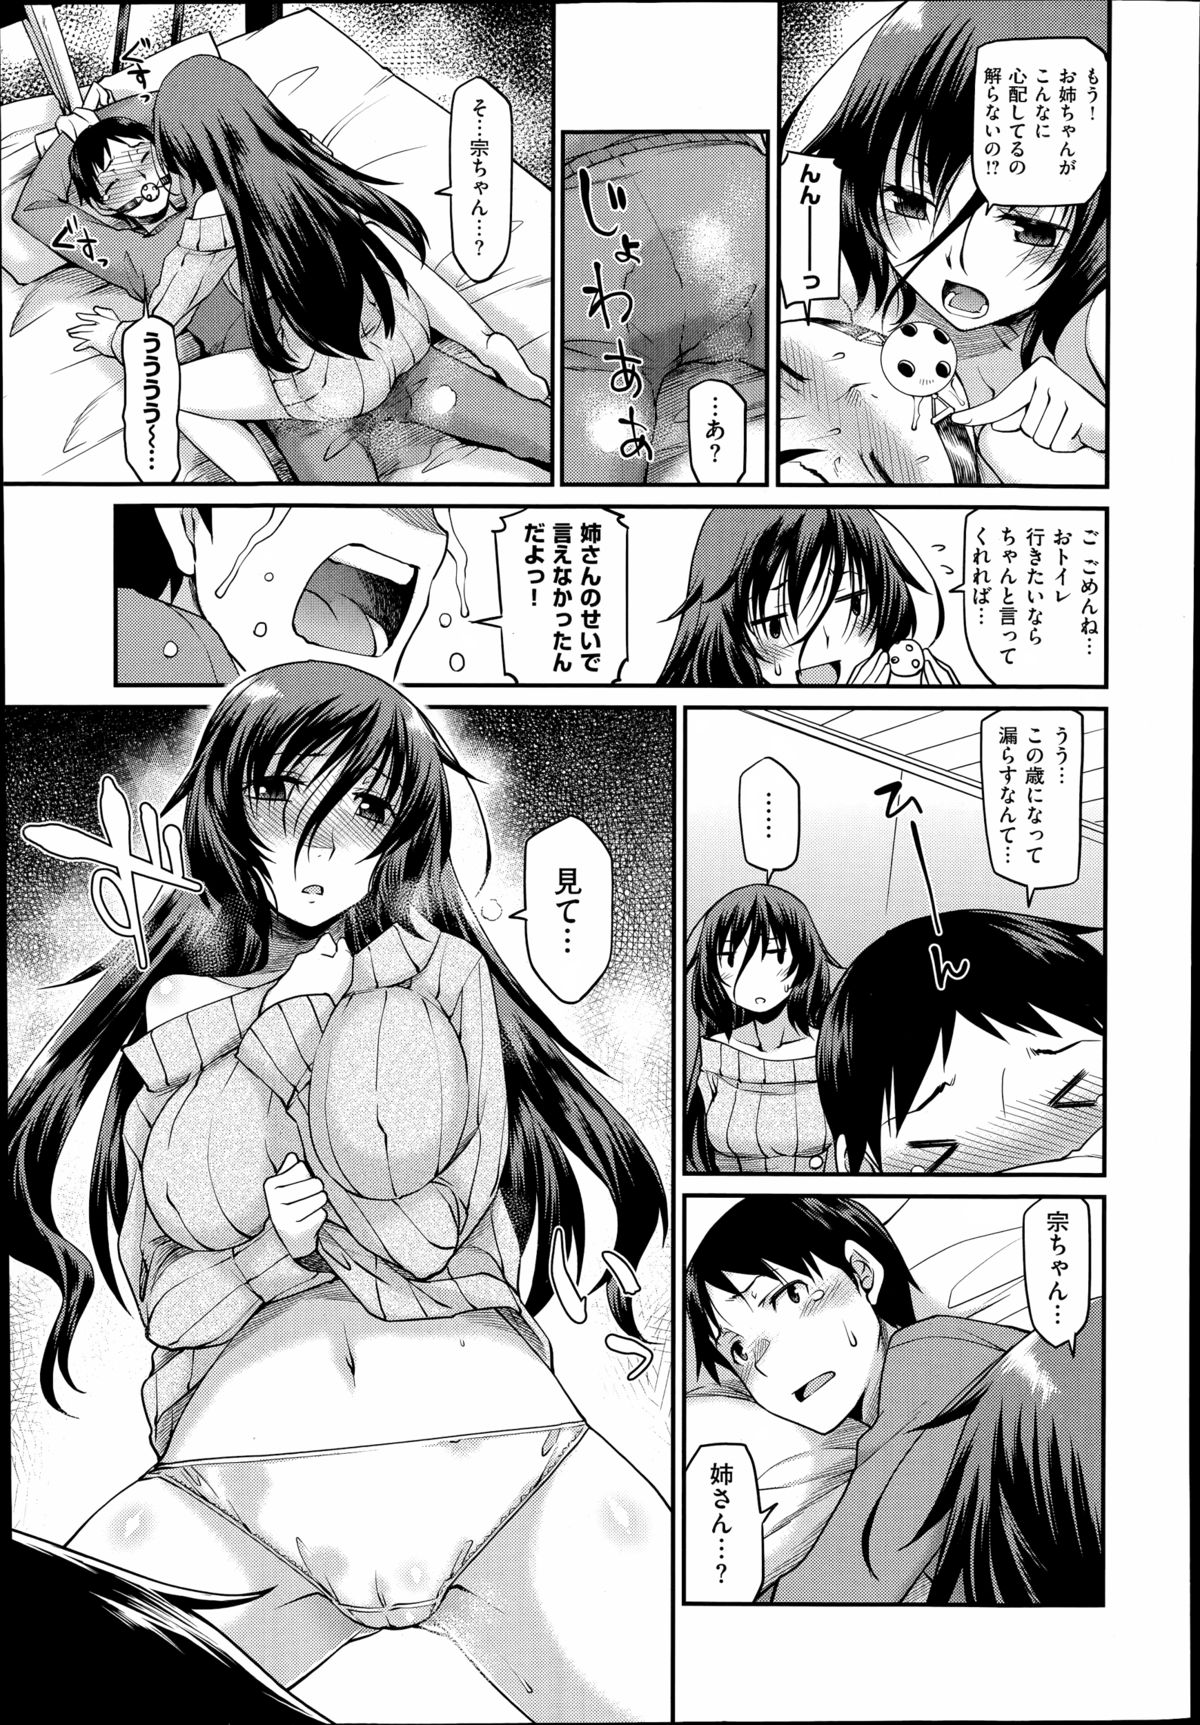 もう!
お姉ちゃんが
こんなに
心配してるの
解らないの!?
んんーーーっ
じょわあぁ
…あ?
そ…宗ちゃん…?
ぐすっ
ぐすっ
うううう〜〜
ご ごめんね…
おトイレ
行きたいなら
ちゃんと言って
くれれば…
姉さんのせいで
言えなかったん
だよっ!
うう…
この歳になって
漏らすなんて…
ひーん
……
宗ちゃん…
姉さん…?
見て…